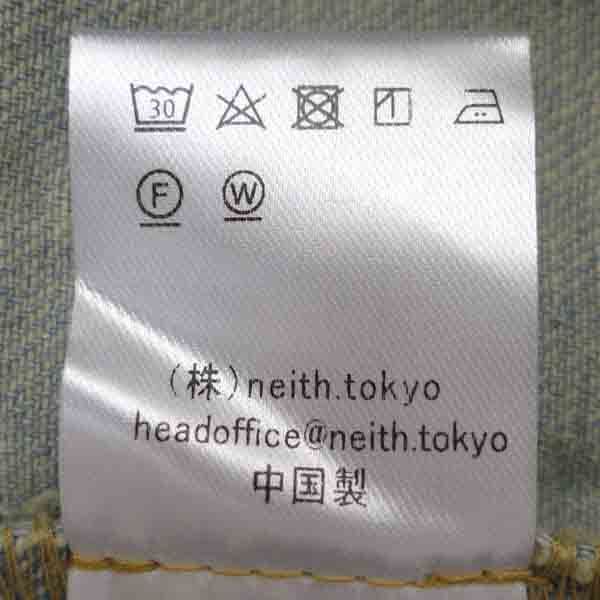 30
F W
(株)neith.tokyo
headoffice@neith.tokyo
中国製